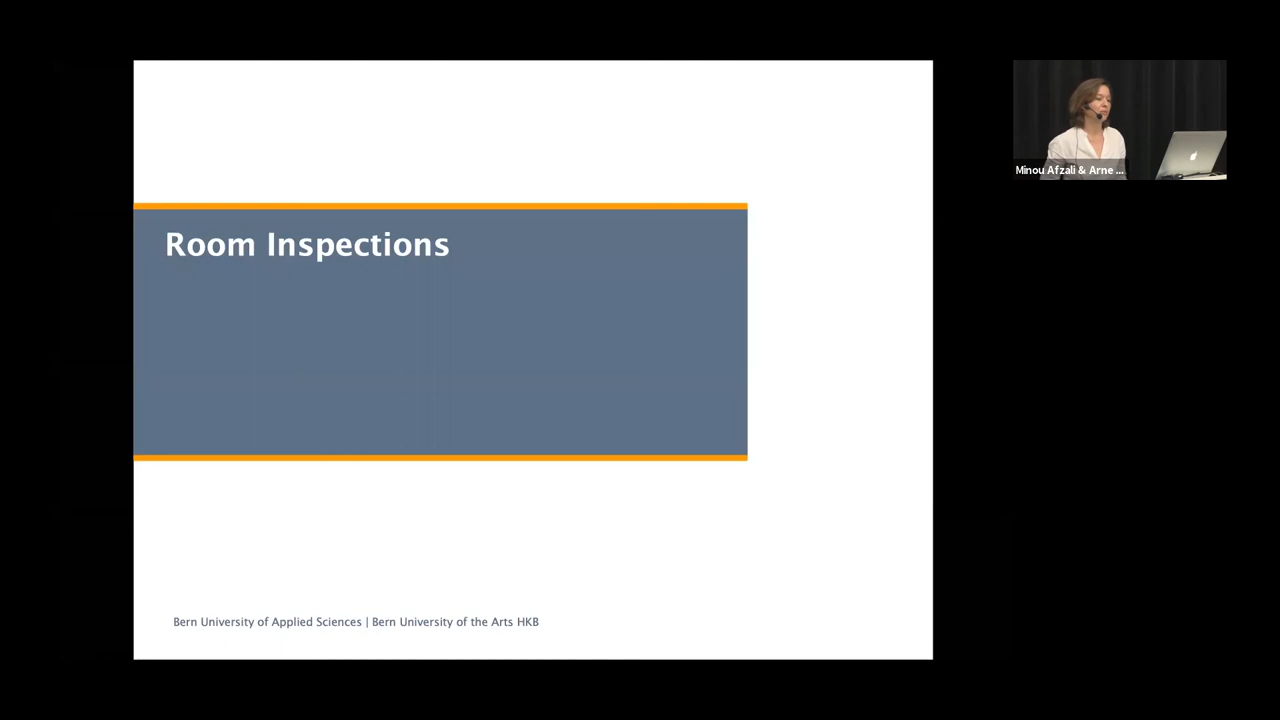 Room Inspections
Minou Afzali & Arne ...
Bern University of Applied Sciences | Bern University of the Arts HKB